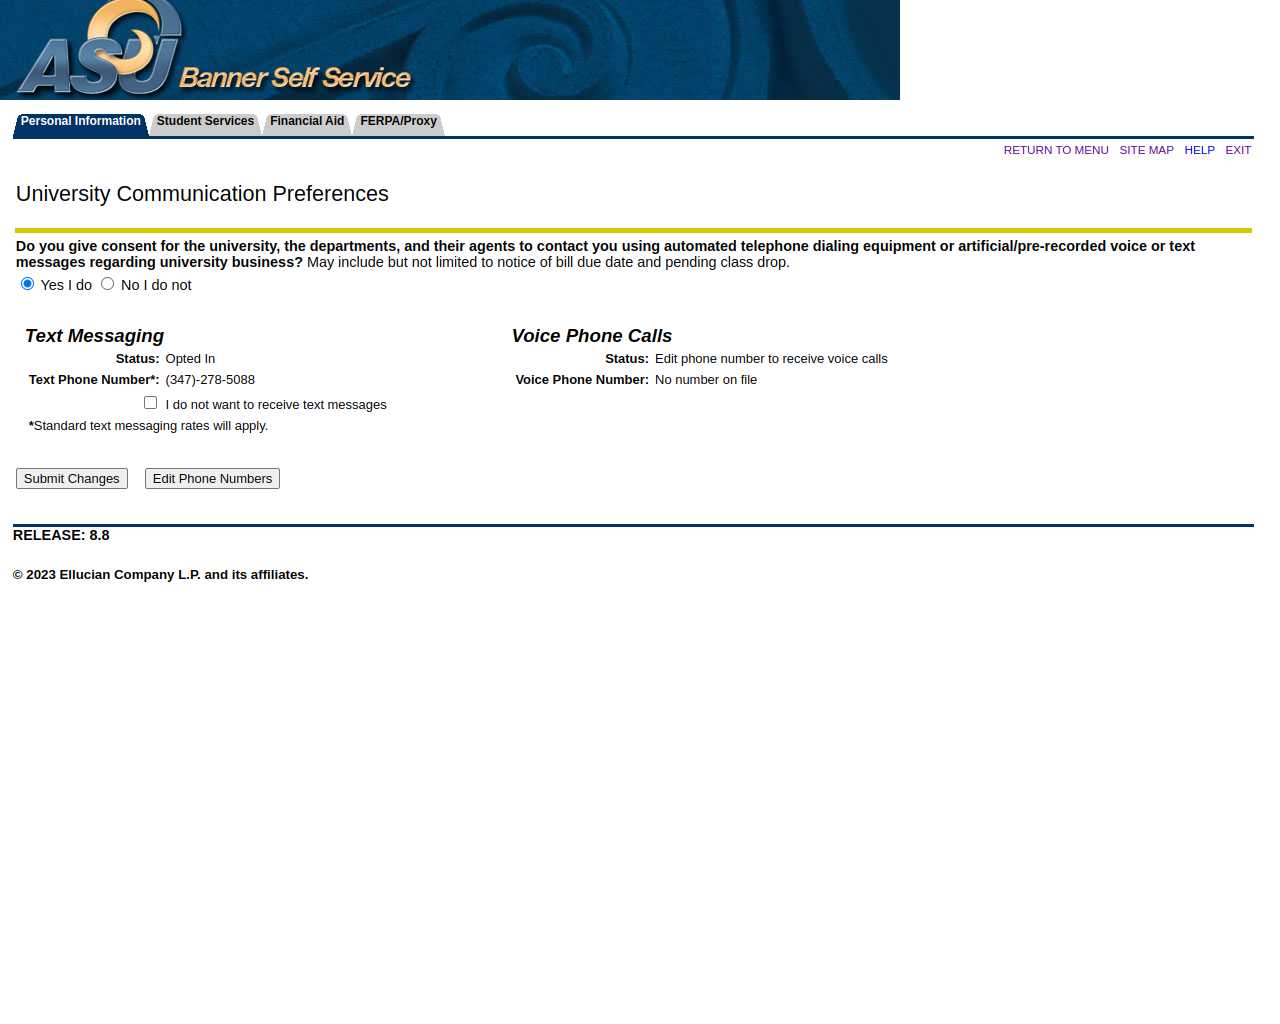 ASU Banner Self Service
Personal Information Student Services Financial Aid FERPA/Proxy
RETURN TO MENU SITE MAP HELP EXIT
University Communication Preferences
Do you give consent for the university, the departments, and their agents to contact you using automated telephone dialing equipment or artificial/pre-recorded voice or text
messages regarding university business? May include but not limited to notice of bill due date and pending class drop.
Yes I do No I do not
Text Messaging
Status: Opted In
Text Phone Number*: (347)-278-5088
I do not want to receive text messages
*Standard text messaging rates will apply.
Voice Phone Calls
Status: Edit phone number to receive voice calls
Voice Phone Number: No number on file
Submit Changes Edit Phone Numbers
RELEASE: 8.8
© 2023 Ellucian Company L.P. and its affiliates.